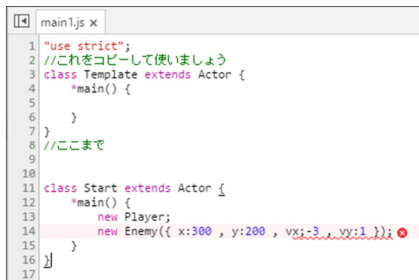 main1.js ×
1 "use strict";
2 //これをコピーして使いましょう
3 class Template extends Actor {
4     *main() {
5
6     }
7 }
8 //ここまで
9
10
11 class Start extends Actor {
12     *main() {
13         new Player;
14         new Enemy({ x:300 , y:200 , vx;-3 , vy:1 });
15     }
16 }
17